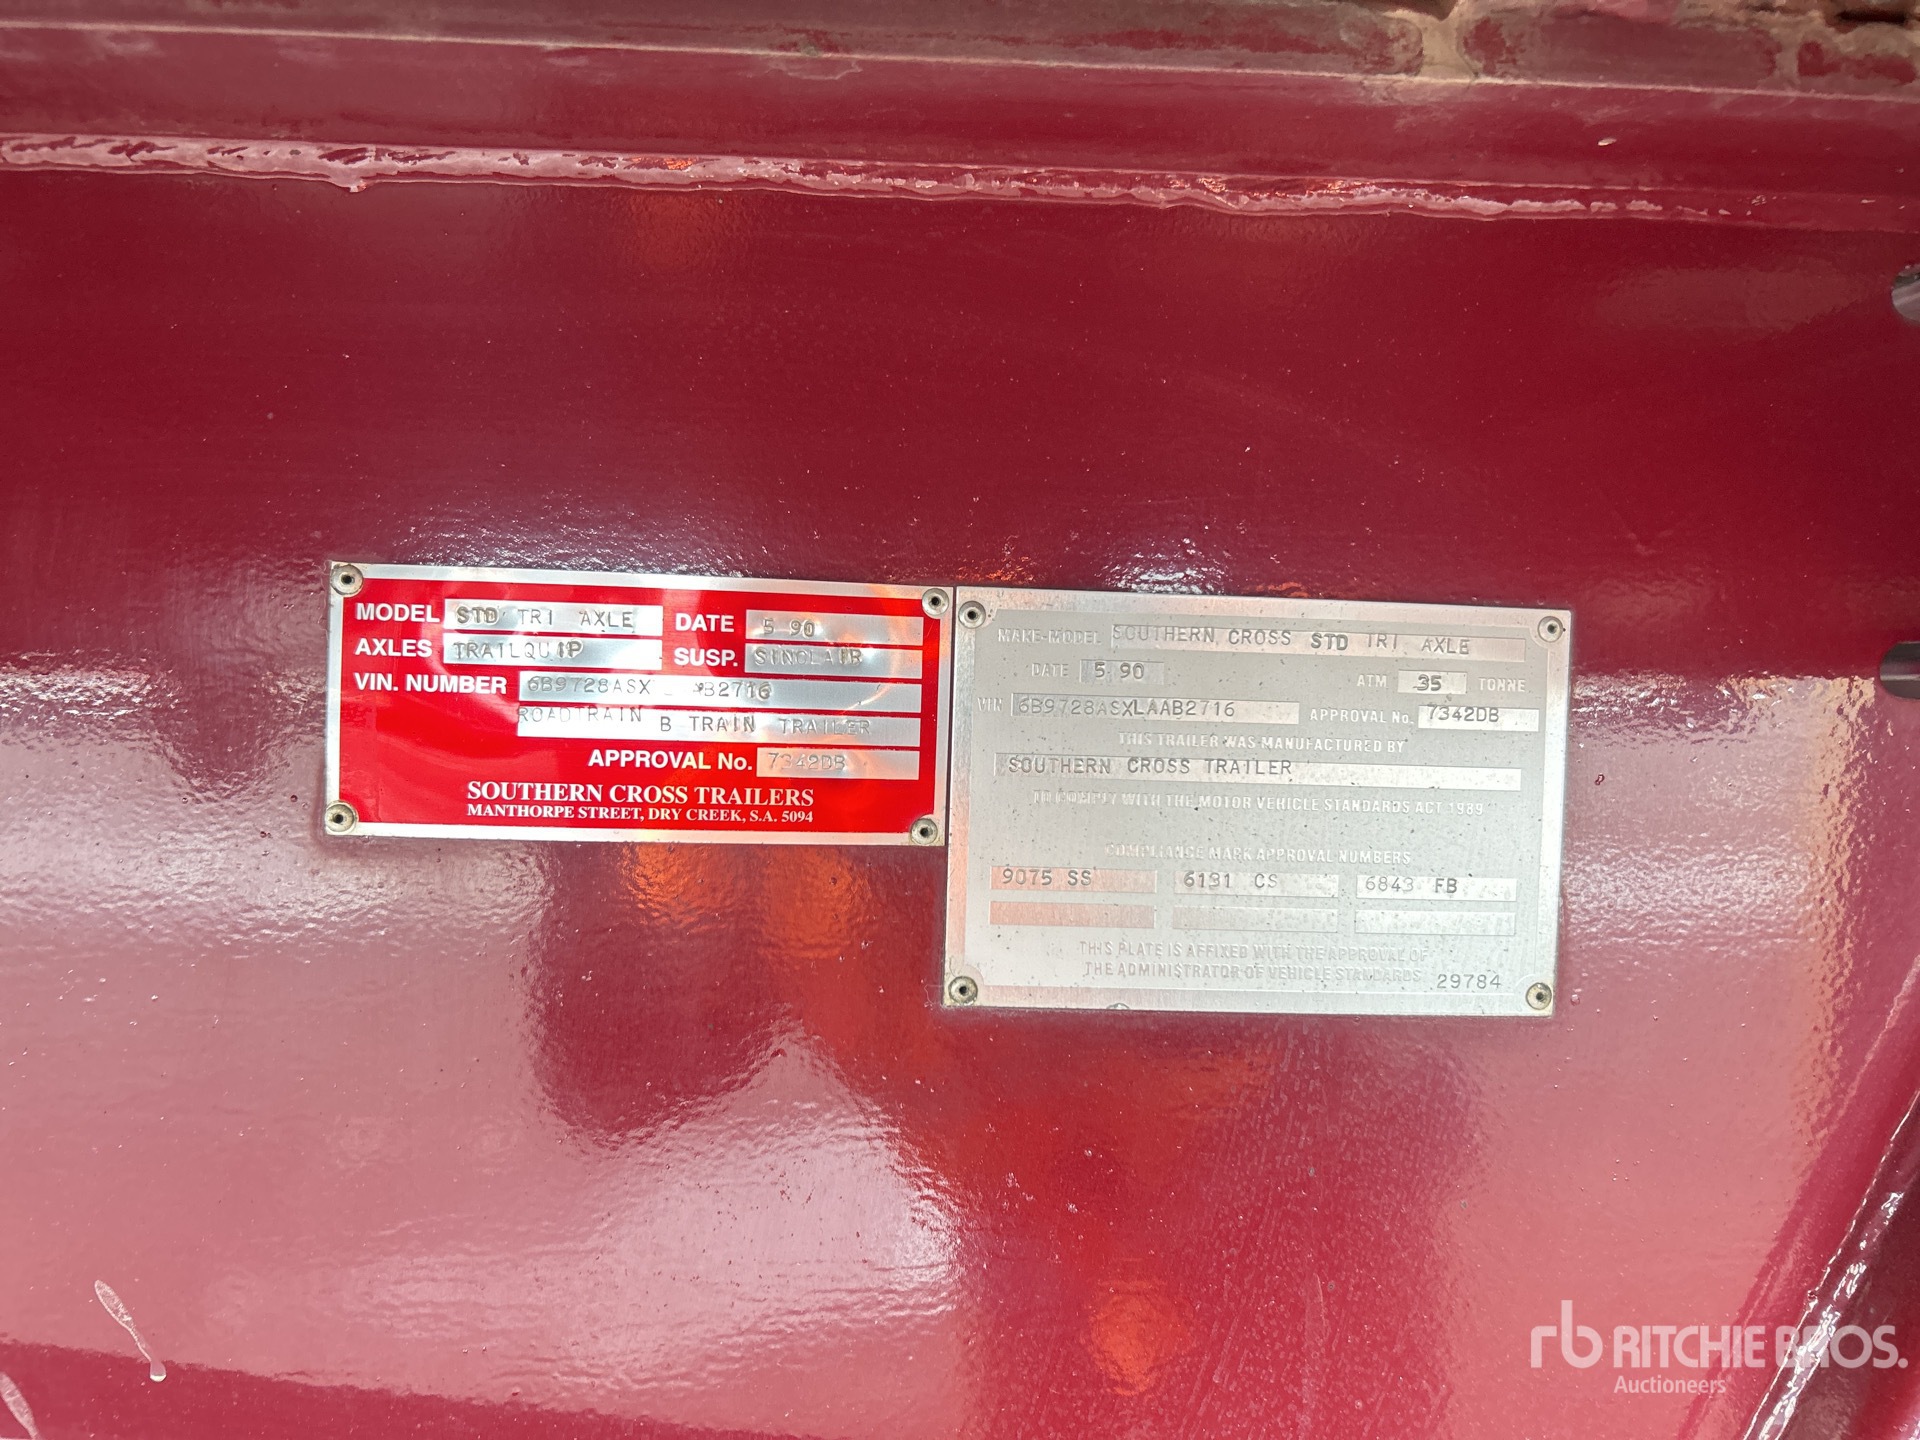 MODEL STD TRI AXLE DATE 5 90
AXLES TRAILQUIP SUSP. SINCLAIR
VIN. NUMBER 6B9728ASX B2716
ROADTRAIN B TRAIN TRAILER
APPROVAL No. 7342DB
SOUTHERN CROSS TRAILERS
MANTHORPE STREET, DRY CREEK, S.A. 5094
MAKE-MODEL SOUTHERN CROSS STD TRI AXLE
DATE 5 90 ATM 35 TONNE
VIN 6B9728ASXLAAB2716 APPROVAL No. 7342DB
THIS TRAILER WAS MANUFACTURED BY
SOUTHERN CROSS TRAILER
TO COMPLY WITH THE MOTOR VEHICLE STANDARDS ACT 1989
COMPLIANCE MARK APPROVAL NUMBERS
9075 SS 6131 CS 6843 FB
THIS PLATE IS AFFIXED WITH THE APPROVAL OF
THE ADMINISTRATOR OF VEHICLE STANDARDS 29784
rb RITCHIE BROS.
Auctioneers